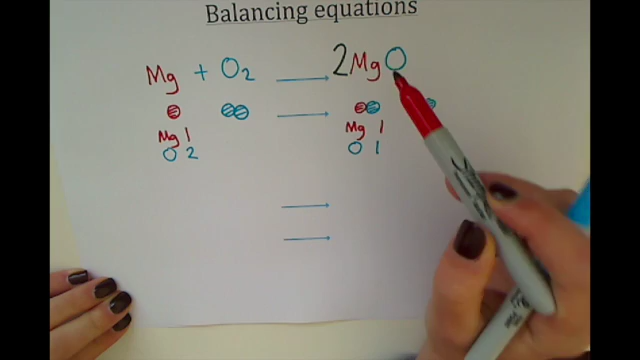 Balancing equations
Mg + O2 → 2MgO
Mg 1 Mg 1
O 2 O 1